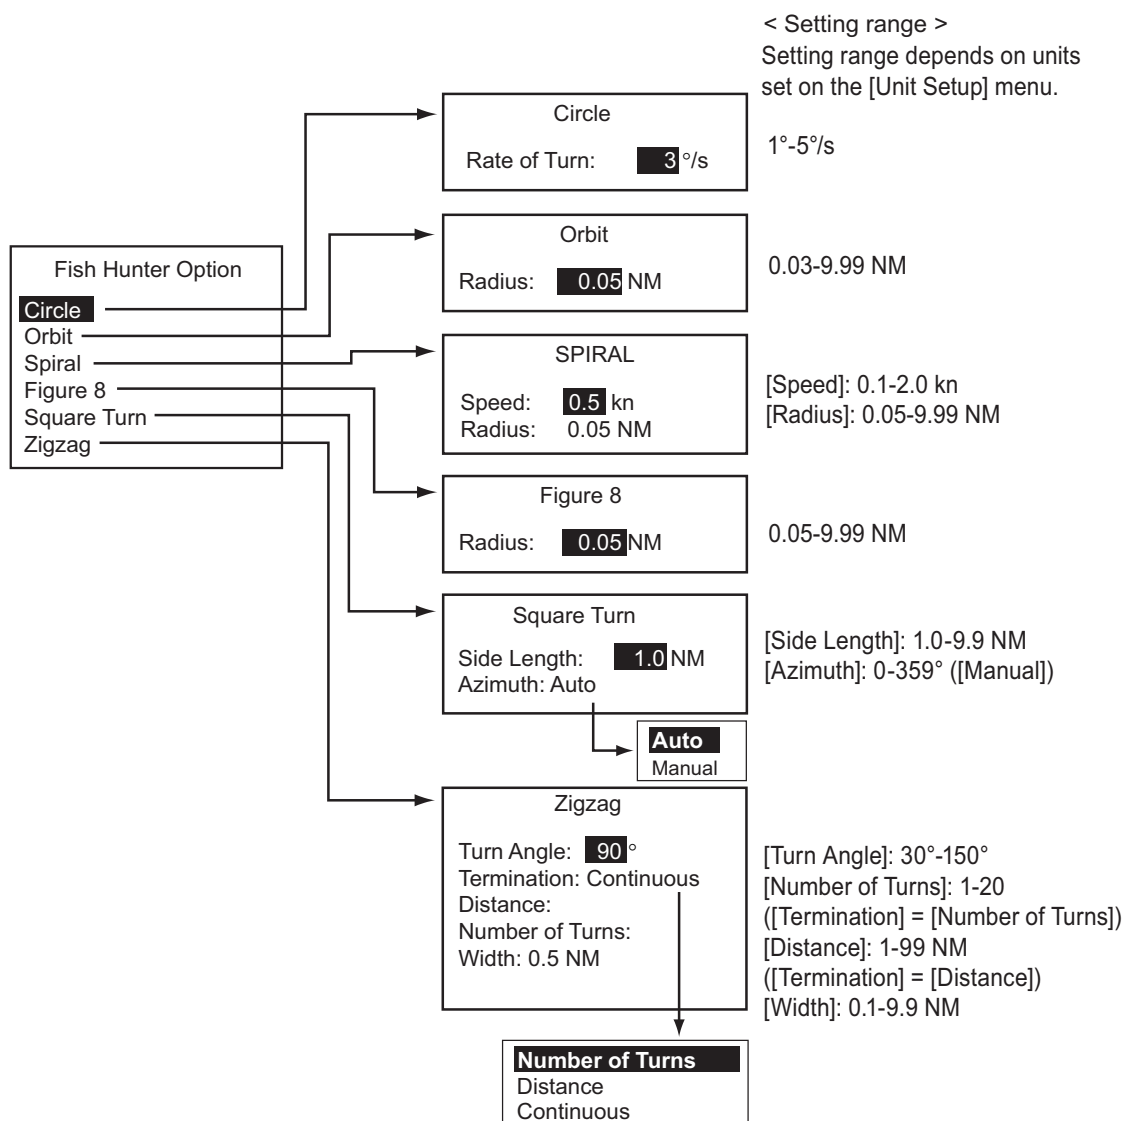 < Setting range >
Setting range depends on units
set on the [Unit Setup] menu.
Fish Hunter Option
Circle
Orbit
Spiral
Figure 8
Square Turn
Zigzag
Circle
Rate of Turn: 3 °/s
1°-5°/s
Orbit
Radius: 0.05 NM
0.03-9.99 NM
SPIRAL
Speed: 0.5 kn
Radius: 0.05 NM
[Speed]: 0.1-2.0 kn
[Radius]: 0.05-9.99 NM
Figure 8
Radius: 0.05 NM
0.05-9.99 NM
Square Turn
Side Length: 1.0 NM
Azimuth: Auto
[Side Length]: 1.0-9.9 NM
[Azimuth]: 0-359° ([Manual])
Auto
Manual
Zigzag
Turn Angle: 90 °
Termination: Continuous
Distance:
Number of Turns:
Width: 0.5 NM
[Turn Angle]: 30°-150°
[Number of Turns]: 1-20
([Termination] = [Number of Turns])
[Distance]: 1-99 NM
([Termination] = [Distance])
[Width]: 0.1-9.9 NM
Number of Turns
Distance
Continuous